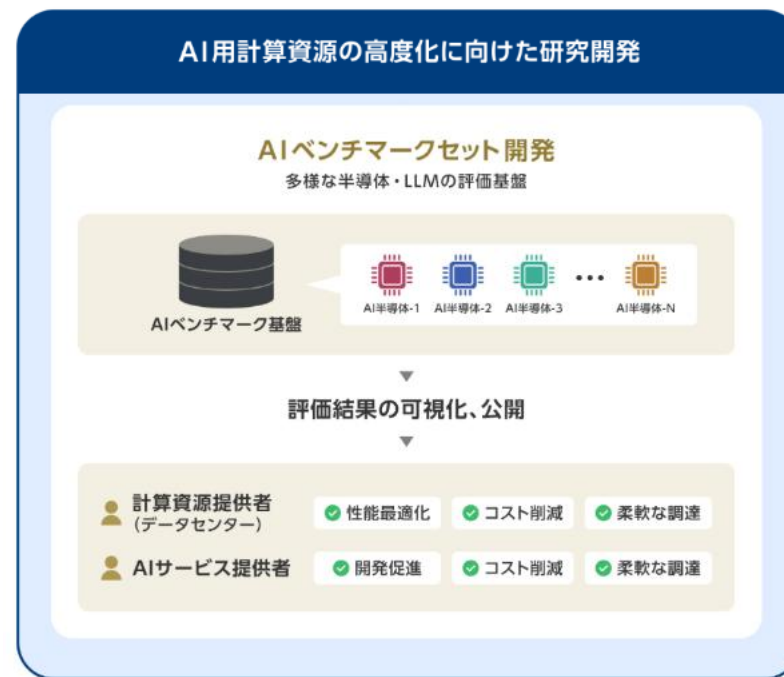 AI用計算資源の高度化に向けた研究開発
AIベンチマークセット開発
多様な半導体・LLMの評価基盤
AI半導体-1 AI半導体-2 AI半導体-3 ••• AI半導体-N
AIベンチマーク基盤
▼
評価結果の可視化、公開
▼
計算資源提供者
(データセンター)
性能最適化 コスト削減 柔軟な調達
AIサービス提供者 開発促進 コスト削減 柔軟な調達